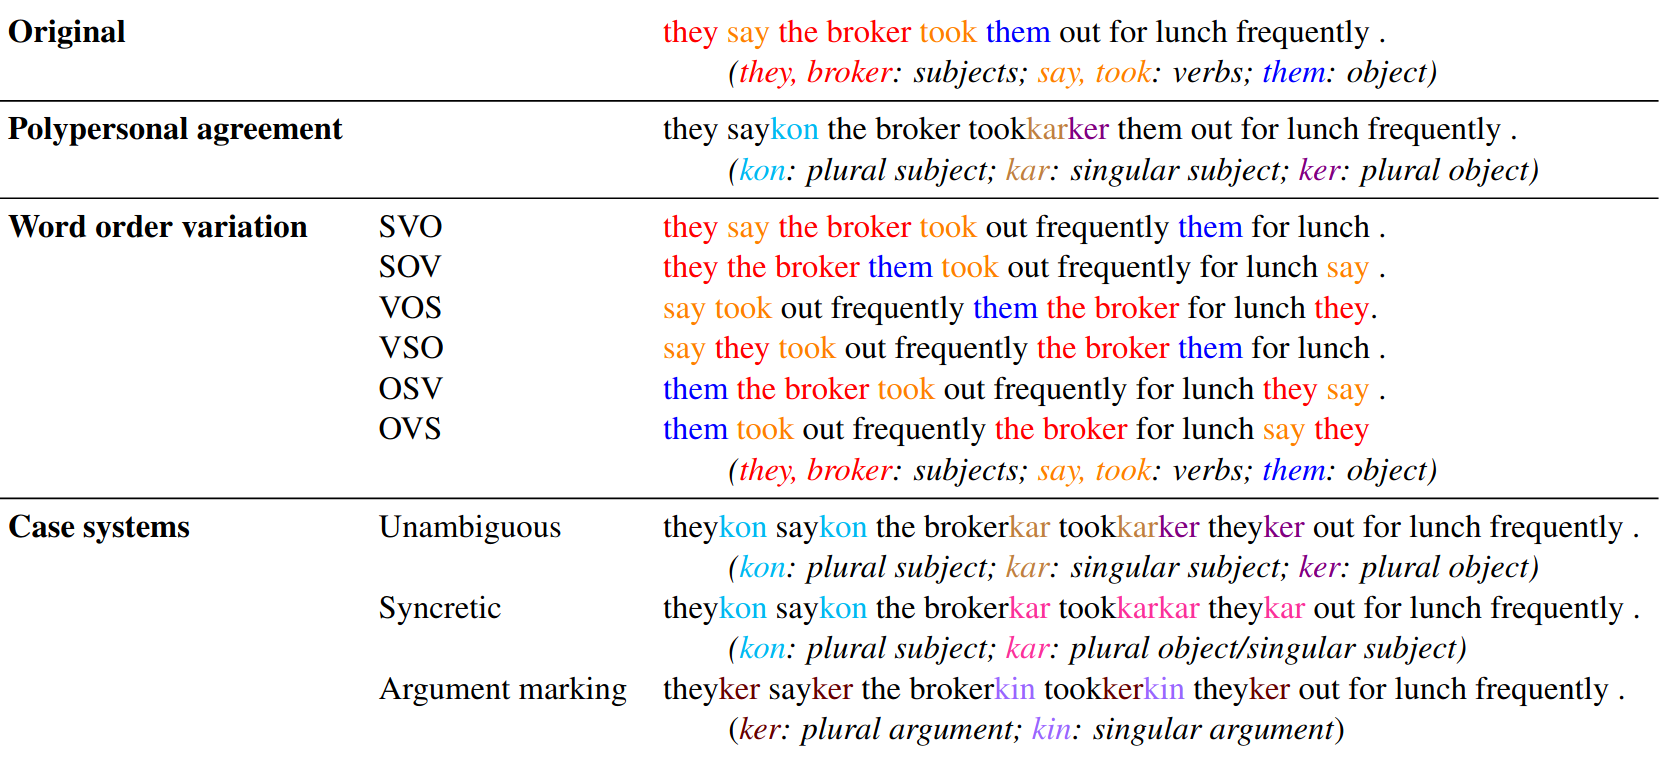 Original they say the broker took them out for lunch frequently .
(they, broker: subjects; say, took: verbs; them: object)
Polypersonal agreement they saykon the broker tookkarker them out for lunch frequently .
(kon: plural subject; kar: singular subject; ker: plural object)
Word order variation SVO they say the broker took out frequently them for lunch .
SOV they the broker them took out frequently for lunch say .
VOS say took out frequently them the broker for lunch they.
VSO say they took out frequently the broker them for lunch .
OSV them the broker took out frequently for lunch they say .
OVS them took out frequently the broker for lunch say they
(they, broker: subjects; say, took: verbs; them: object)
Case systems Unambiguous theykon saykon the brokerkar tookkarker theyker out for lunch frequently .
(kon: plural subject; kar: singular subject; ker: plural object)
Syncretic theykon saykon the brokerkar tookkarkar theykar out for lunch frequently .
(kon: plural subject; kar: plural object/singular subject)
Argument marking theyker sayker the brokerkin tookkerkin theyker out for lunch frequently .
(ker: plural argument; kin: singular argument)